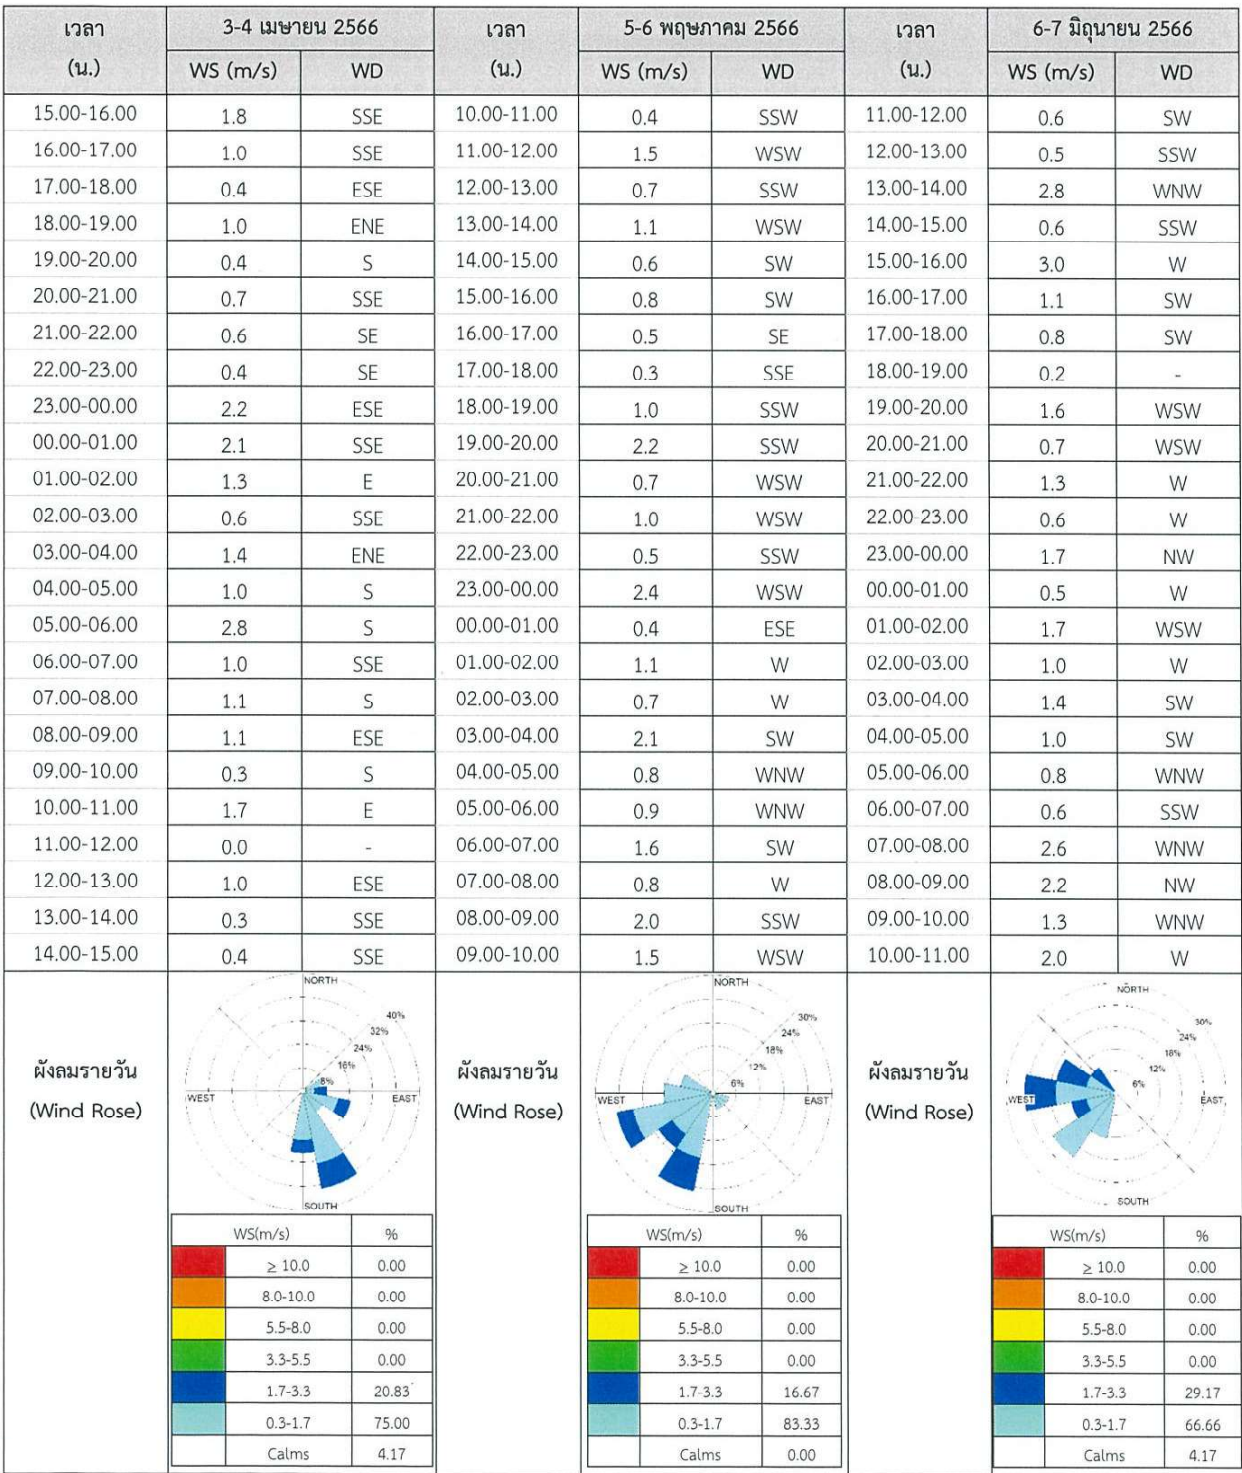 เวลา 3-4 เมษายน 2566 เวลา 5-6 พฤษภาคม 2566 เวลา 6-7 มิถุนายน 2566
(น.) WS (m/s) WD (น.) WS (m/s) WD (น.) WS (m/s) WD
15.00-16.00 1.8 SSE 10.00-11.00 0.4 SSW 11.00-12.00 0.6 SW
16.00-17.00 1.0 SSE 11.00-12.00 1.5 WSW 12.00-13.00 0.5 SSW
17.00-18.00 0.4 ESE 12.00-13.00 0.7 SSW 13.00-14.00 2.8 WNW
18.00-19.00 1.0 ENE 13.00-14.00 1.1 WSW 14.00-15.00 0.6 SSW
19.00-20.00 0.4 S 14.00-15.00 0.6 SW 15.00-16.00 3.0 W
20.00-21.00 0.7 SSE 15.00-16.00 0.8 SW 16.00-17.00 1.1 SW
21.00-22.00 0.6 SE 16.00-17.00 0.5 SE 17.00-18.00 0.8 SW
22.00-23.00 0.4 SE 17.00-18.00 0.3 SSE 18.00-19.00 0.2 -
23.00-00.00 2.2 ESE 18.00-19.00 1.0 SSW 19.00-20.00 1.6 WSW
00.00-01.00 2.1 SSE 19.00-20.00 2.2 SSW 20.00-21.00 0.7 WSW
01.00-02.00 1.3 E 20.00-21.00 0.7 WSW 21.00-22.00 1.3 W
02.00-03.00 0.6 SSE 21.00-22.00 1.0 WSW 22.00-23.00 0.6 W
03.00-04.00 1.4 ENE 22.00-23.00 0.5 SSW 23.00-00.00 1.7 NW
04.00-05.00 1.0 S 23.00-00.00 2.4 WSW 00.00-01.00 0.5 W
05.00-06.00 2.8 S 00.00-01.00 0.4 ESE 01.00-02.00 1.7 WSW
06.00-07.00 1.0 SSE 01.00-02.00 1.1 W 02.00-03.00 1.0 W
07.00-08.00 1.1 S 02.00-03.00 0.7 W 03.00-04.00 1.4 SW
08.00-09.00 1.1 ESE 03.00-04.00 2.1 SW 04.00-05.00 1.0 SW
09.00-10.00 0.3 S 04.00-05.00 0.8 WNW 05.00-06.00 0.8 WNW
10.00-11.00 1.7 E 05.00-06.00 0.9 WNW 06.00-07.00 0.6 SSW
11.00-12.00 0.0 - 06.00-07.00 1.6 SW 07.00-08.00 2.6 WNW
12.00-13.00 1.0 ESE 07.00-08.00 0.8 W 08.00-09.00 2.2 NW
13.00-14.00 0.3 SSE 08.00-09.00 2.0 SSW 09.00-10.00 1.3 WNW
14.00-15.00 0.4 SSE 09.00-10.00 1.5 WSW 10.00-11.00 2.0 W
NORTH NORTH NORTH
40% 30% 30%
32% 24% 24%
24% 18% 18%
16% 12% 12%
8% 6% 6%
ผังลมรายวัน ผังลมรายวัน ผังลมรายวัน
WEST EAST WEST EAST WEST EAST
(Wind Rose) (Wind Rose) (Wind Rose)
SOUTH SOUTH SOUTH
WS(m/s) % WS(m/s) % WS(m/s) %
≥ 10.0 0.00 ≥ 10.0 0.00 ≥ 10.0 0.00
8.0-10.0 0.00 8.0-10.0 0.00 8.0-10.0 0.00
5.5-8.0 0.00 5.5-8.0 0.00 5.5-8.0 0.00
3.3-5.5 0.00 3.3-5.5 0.00 3.3-5.5 0.00
1.7-3.3 20.83 1.7-3.3 16.67 1.7-3.3 29.17
0.3-1.7 75.00 0.3-1.7 83.33 0.3-1.7 66.66
Calms 4.17 Calms 0.00 Calms 4.17